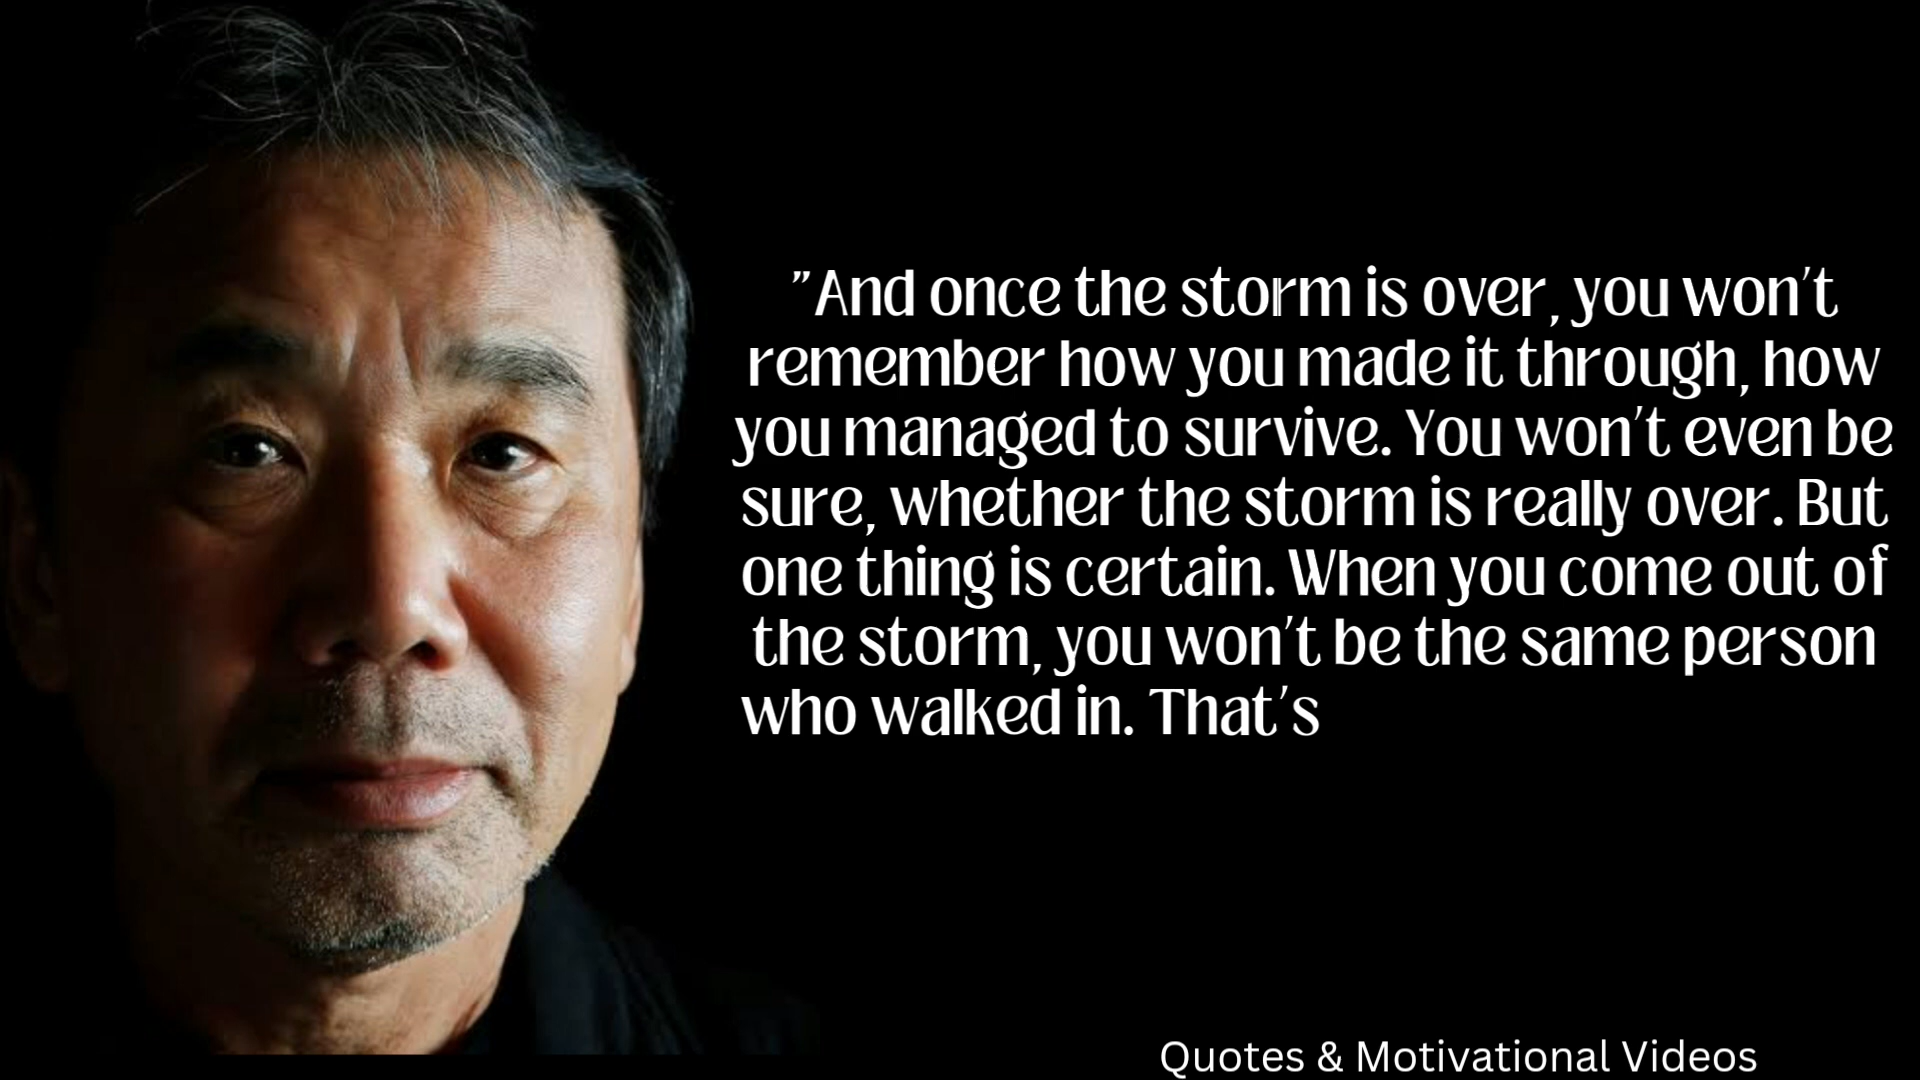 "And once the storm is over, you won't
remember how you made it through, how
you managed to survive. You won't even be
sure, whether the storm is really over. But
one thing is certain. When you come out of
the storm, you won't be the same person
who walked in. That's
Quotes & Motivational Videos